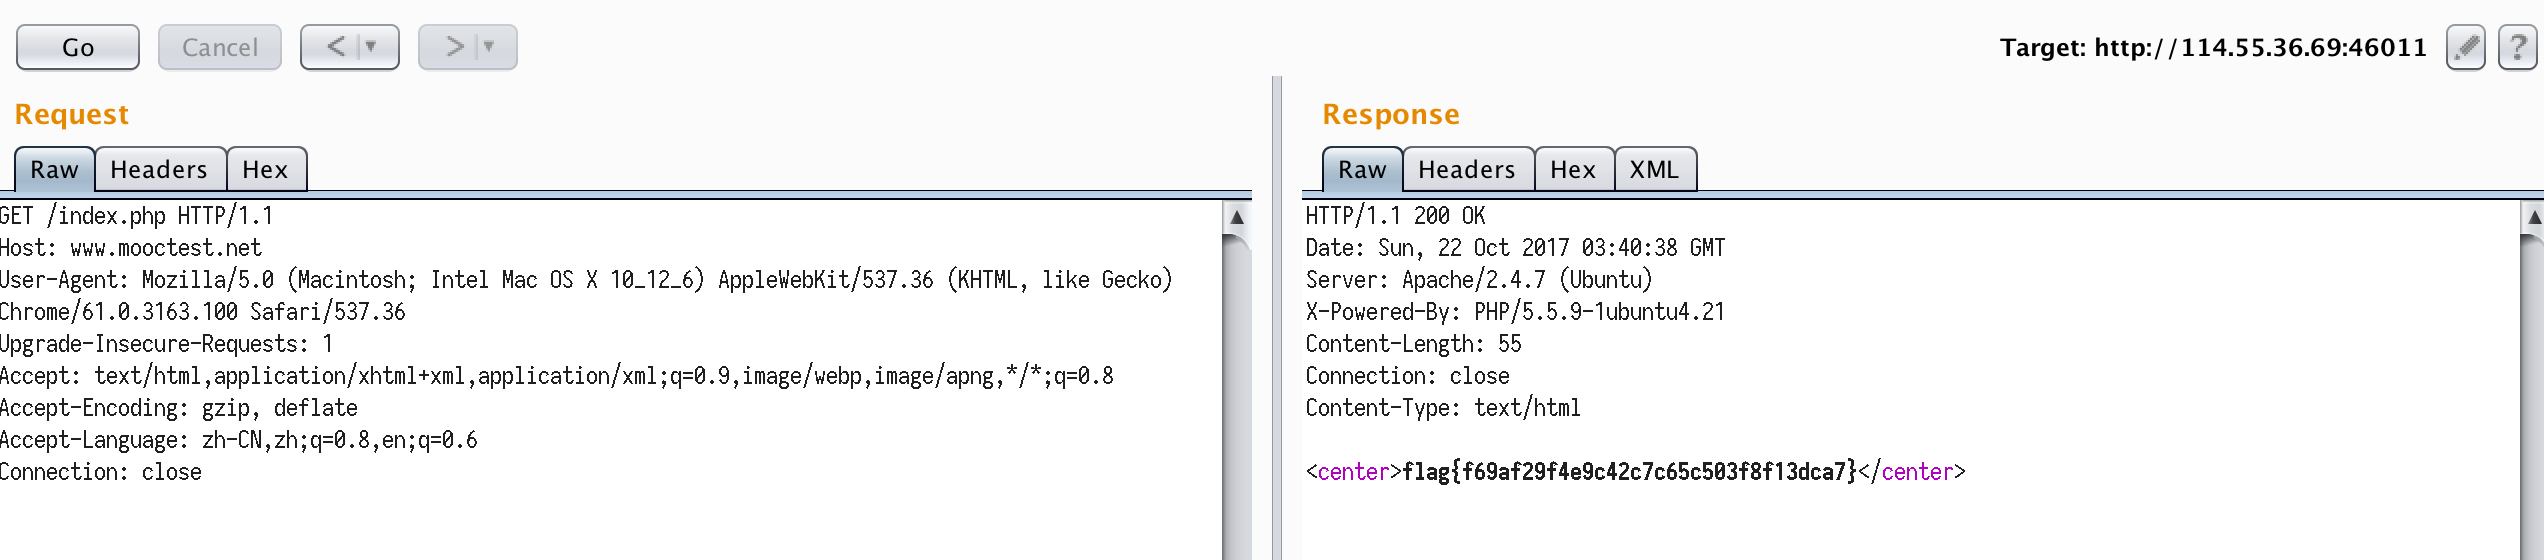 Go
Cancel
<
>
Target: http://114.55.36.69:46011
?
Request
Raw
Headers
Hex
GET /index.php HTTP/1.1
Host: www.mooctest.net
User-Agent: Mozilla/5.0 (Macintosh; Intel Mac OS X 10_12_6) AppleWebKit/537.36 (KHTML, like Gecko)
Chrome/61.0.3163.100 Safari/537.36
Upgrade-Insecure-Requests: 1
Accept: text/html,application/xhtml+xml,application/xml;q=0.9,image/webp,image/apng,*/*;q=0.8
Accept-Encoding: gzip, deflate
Accept-Language: zh-CN,zh;q=0.8,en;q=0.6
Connection: close
Response
Raw
Headers
Hex
XML
HTTP/1.1 200 OK
Date: Sun, 22 Oct 2017 03:40:38 GMT
Server: Apache/2.4.7 (Ubuntu)
X-Powered-By: PHP/5.5.9-1ubuntu4.21
Content-Length: 55
Connection: close
Content-Type: text/html
<center>flag{f69af29f4e9c42c7c65c503f8f13dca7}</center>